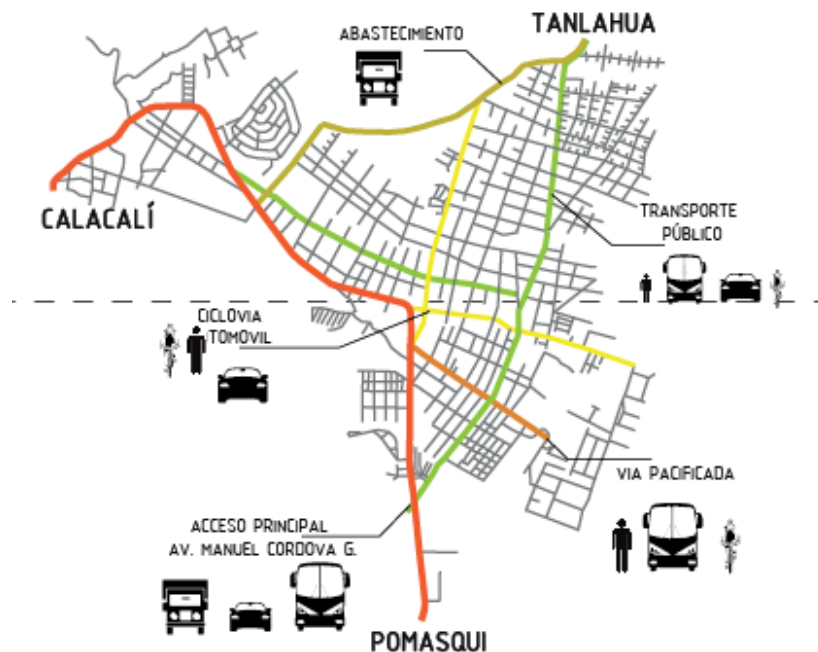 TANLAHUA
ABASTECIMIENTO
CALACALÍ
TRANSPORTE
PÚBLICO
CICLOVIA
TOMOVIL
VIA PACIFICADA
ACCESO PRINCIPAL
AV. MANUEL CORDOVA G.
POMASQUI